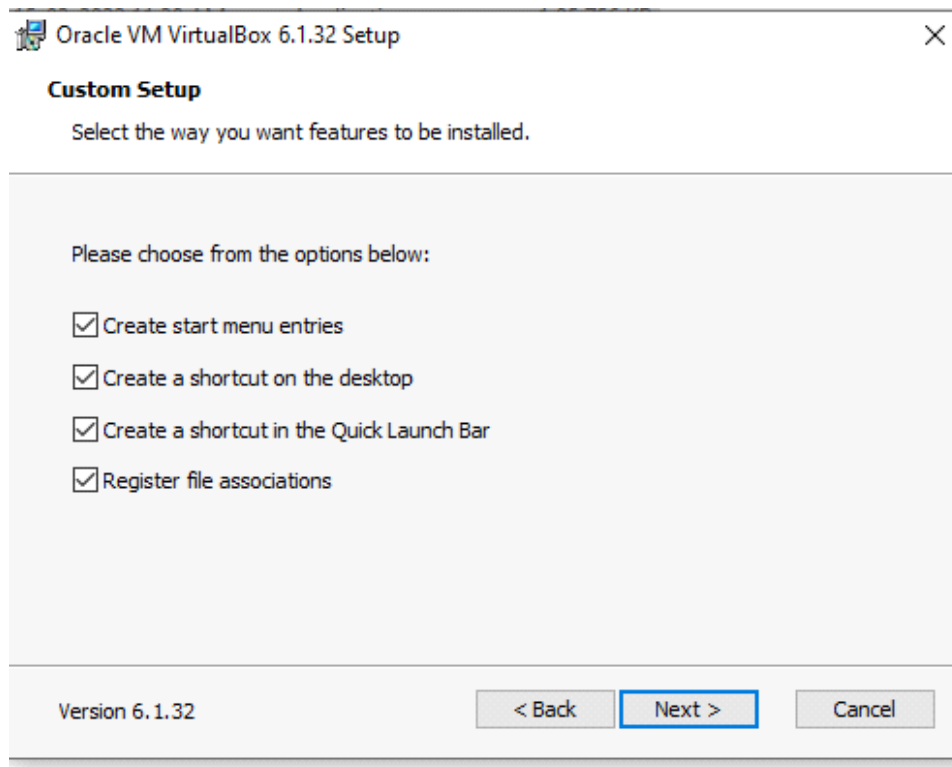 Oracle VM VirtualBox 6.1.32 Setup
Custom Setup
Select the way you want features to be installed.
Please choose from the options below:
Create start menu entries
Create a shortcut on the desktop
Create a shortcut in the Quick Launch Bar
Register file associations
Version 6.1.32
< Back
Next >
Cancel